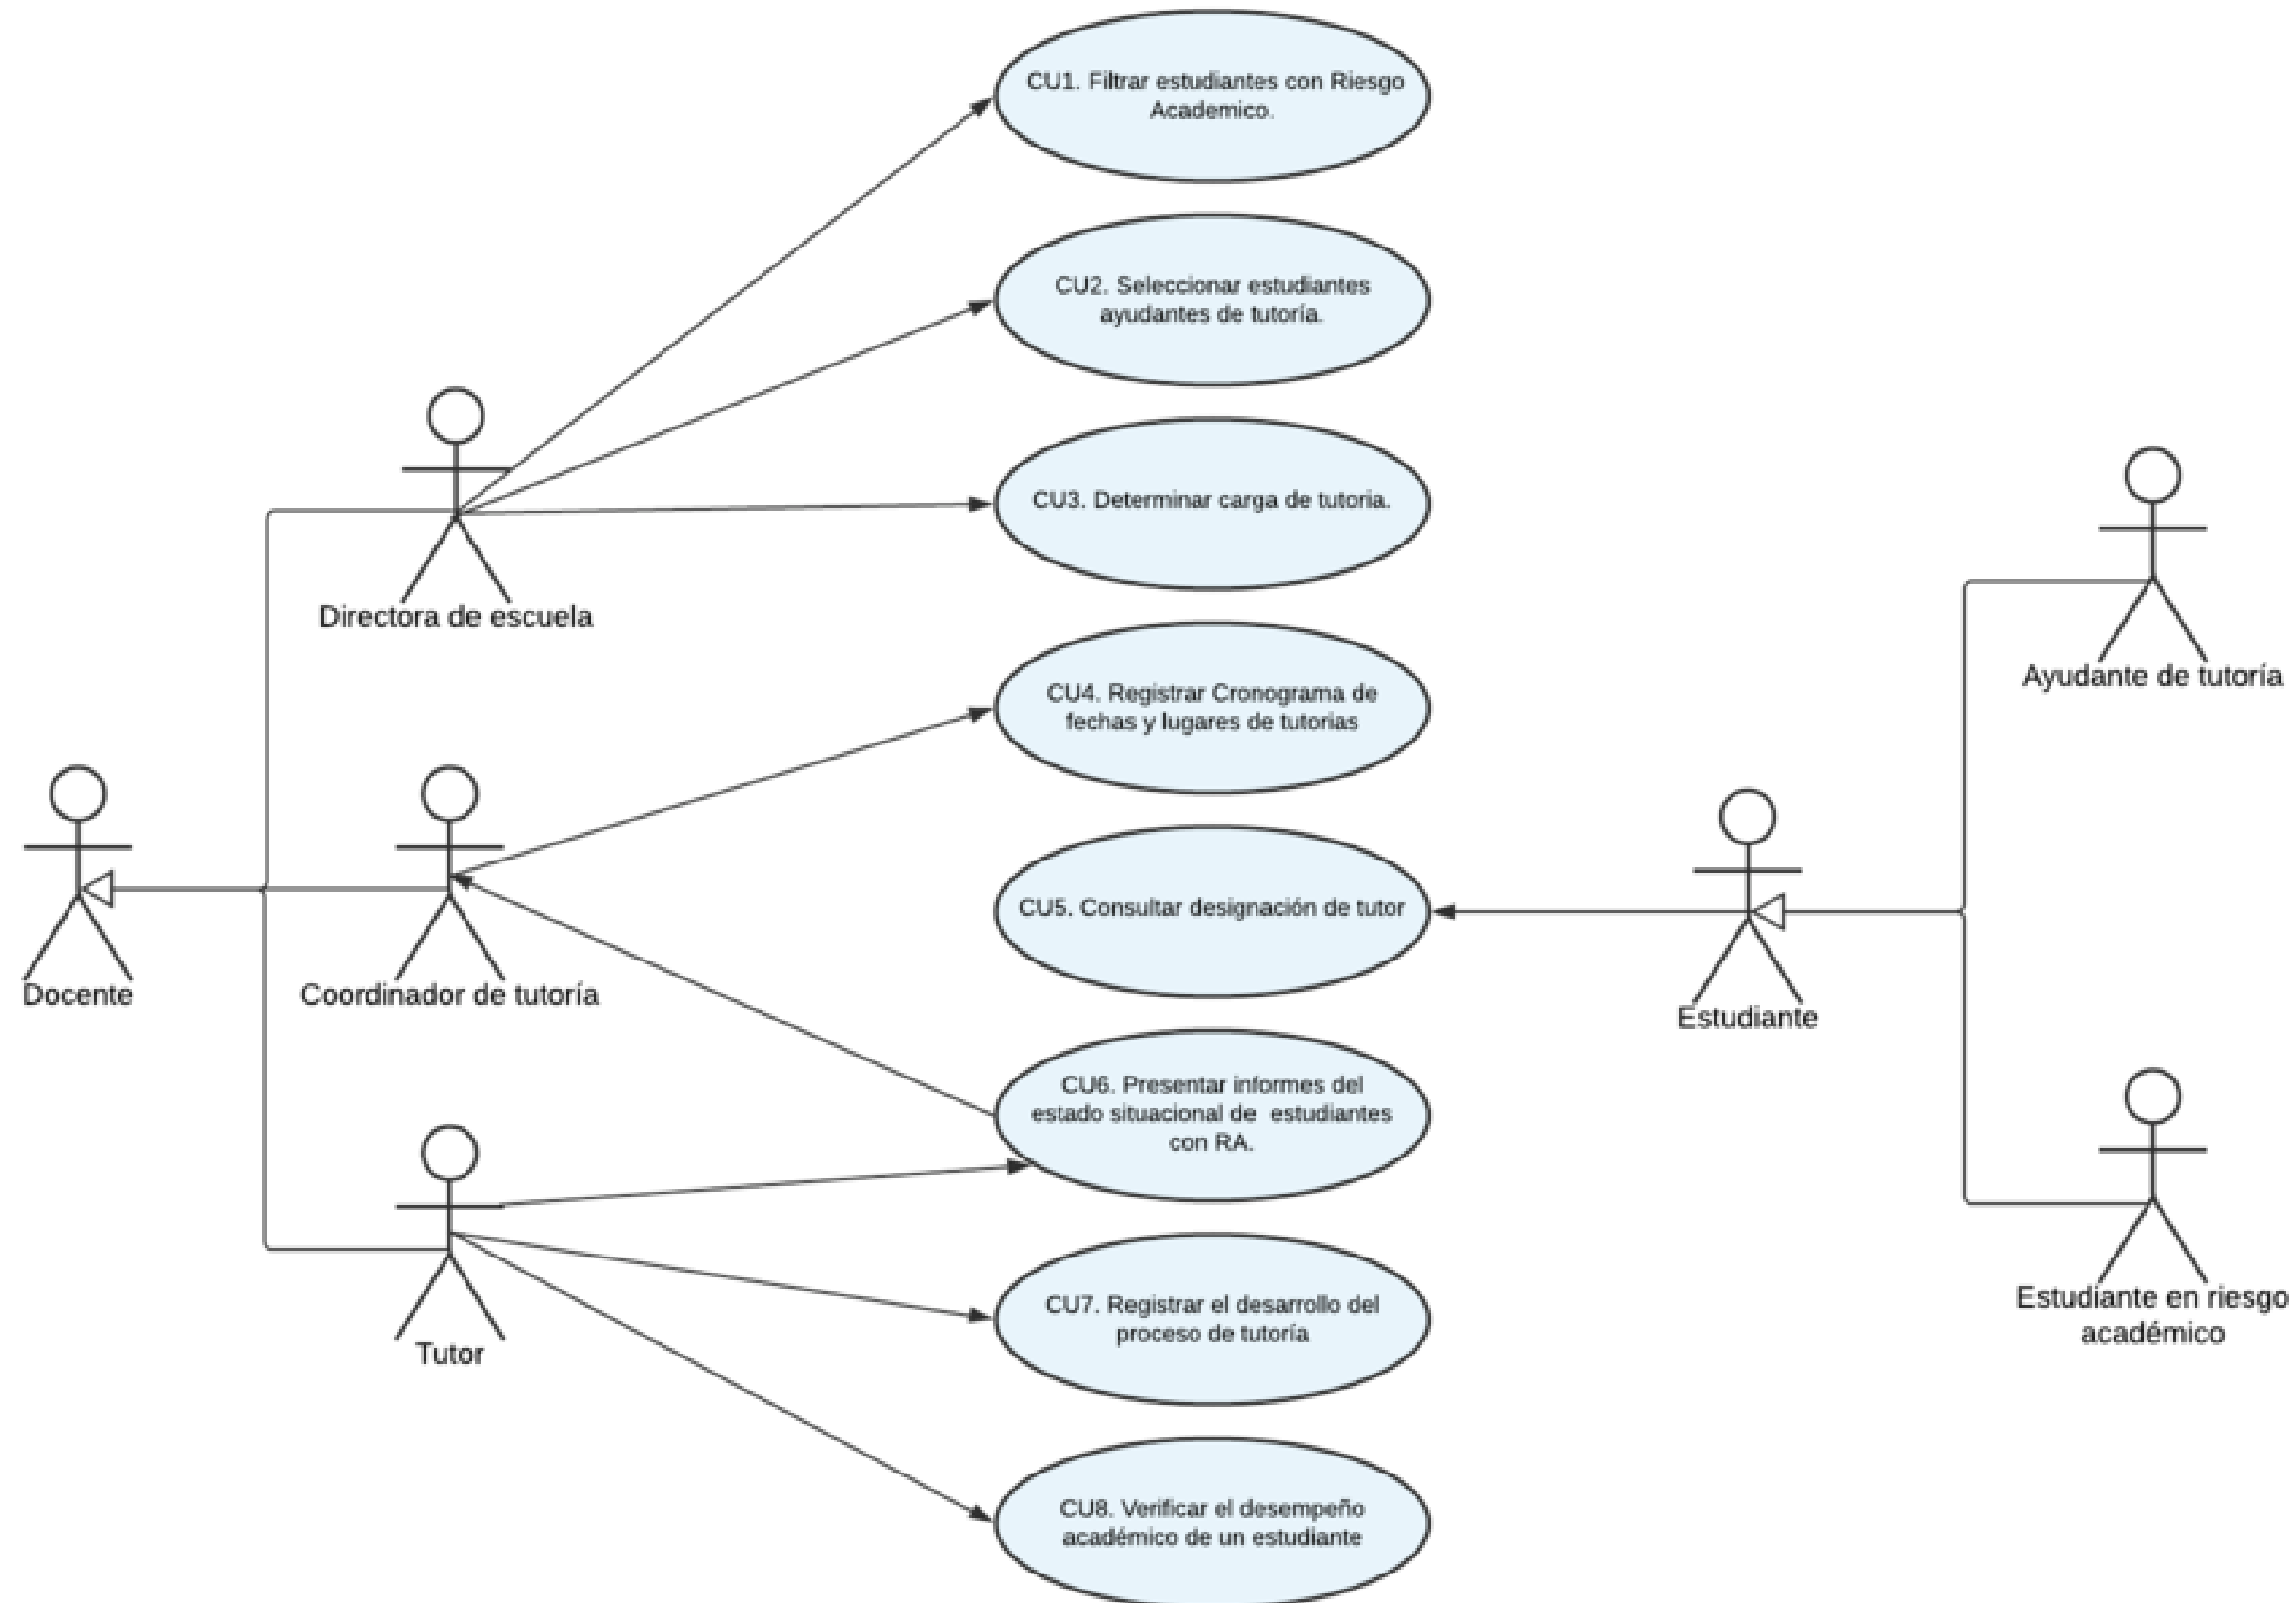 CU1. Filtrar estudiantes con Riesgo
Academico.
CU2. Seleccionar estudiantes
ayudantes de tutoría.
CU3. Determinar carga de tutoria.
Directora de escuela
Ayudante de tutoría
CU4. Registrar Cronograma de
fechas y lugares de tutorias
CU5. Consultar designación de tutor
Docente
Coordinador de tutoría
Estudiante
CU6. Presentar informes del
estado situacional de estudiantes
con RA.
CU7. Registrar el desarrollo del
proceso de tutoría
Tutor
Estudiante en riesgo
académico
CU8. Verificar el desempeño
académico de un estudiante